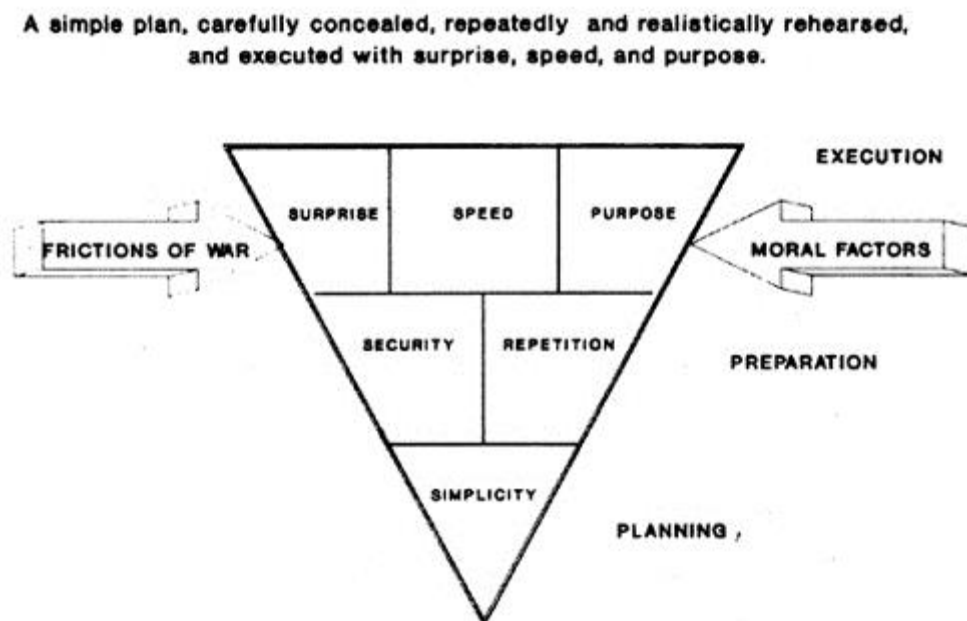 A simple plan, carefully concealed, repeatedly and realistically rehearsed,
and executed with surprise, speed, and purpose.
EXECUTION
SURPRISE
SPEED
PURPOSE
FRICTIONS OF WAR
MORAL FACTORS
SECURITY
REPETITION
PREPARATION
SIMPLICITY
PLANNING